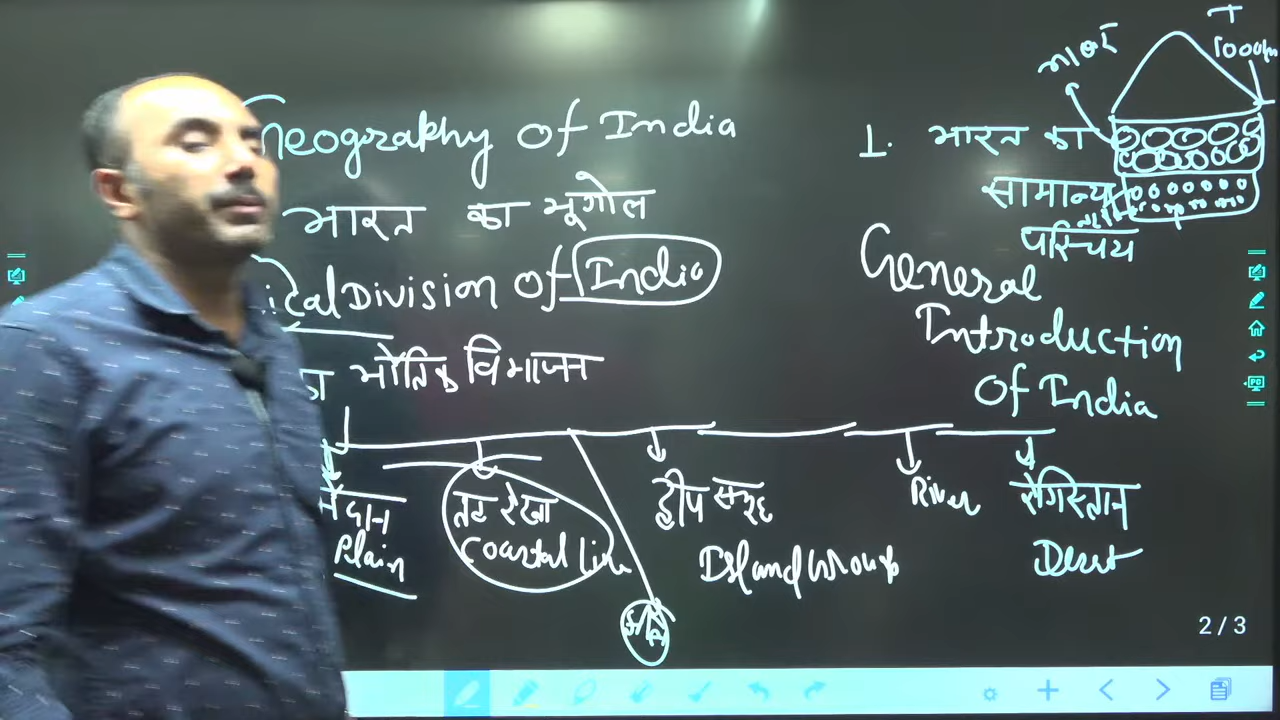 Geography of India
भारत का भूगोल
Division of India
भौतिक विभाजन
मैदान
Plain
तट रेखा
Coastal Line
द्वीप समूह
Island Group
River
रेगिस्तान
Desert
1. भारत का
सामान्य
परिचय
General
Introduction
Of India
1000km
2/3